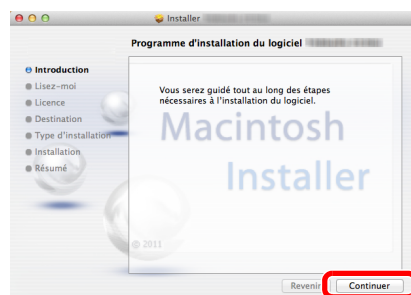 Installer
Programme d'installation du logiciel
Introduction
Lisez-moi
Licence
Destination
Type d'installation
Installation
Résumé
Vous serez guidé tout au long des étapes
nécessaires à l'installation du logiciel.
Macintosh
Installer
© 2011
Revenir
Continuer